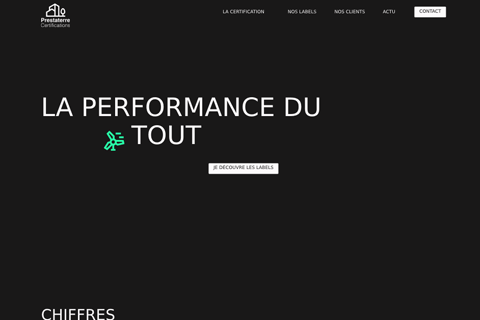 Prestaterre
Certifications
LA CERTIFICATION
NOS LABELS
NOS CLIENTS
ACTU
CONTACT
LA PERFORMANCE DU
TOUT
JE DÉCOUVRE LES LABELS
CHIFFRES